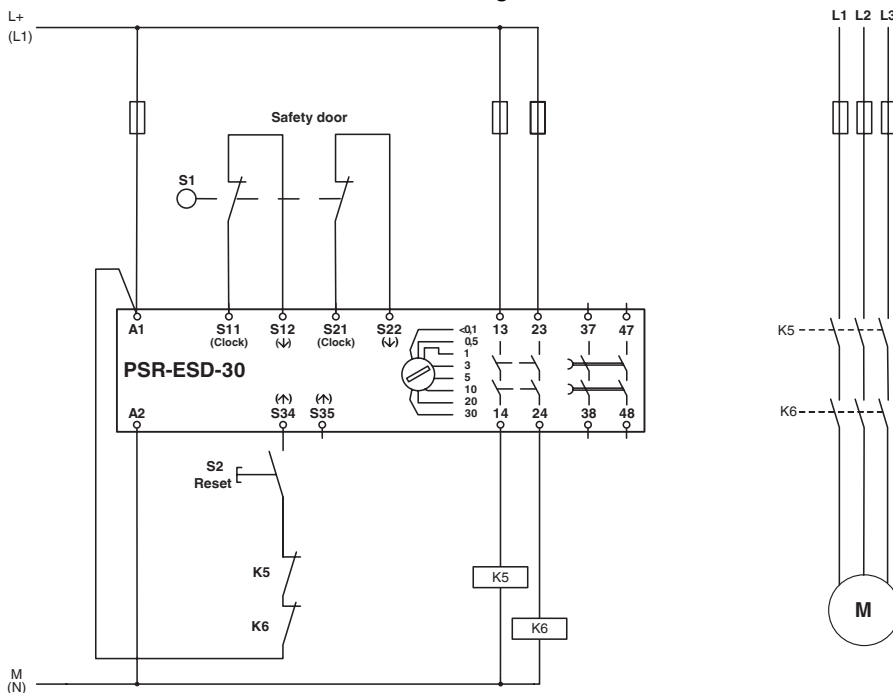 L+
(L1)
L1 L2 L3
Safety door
S1
A1 S11 S12 S21 S22 <0,1 13 23 37 47
(Clock) (↓) (Clock) (↓)
0,5
1
3
5
10
20
30
PSR-ESD-30
(↑) (↑)
A2 S34 S35 14 24 38 48
S2
Reset
K5
K6
K5
K6
K5
K6
M
M
(N)